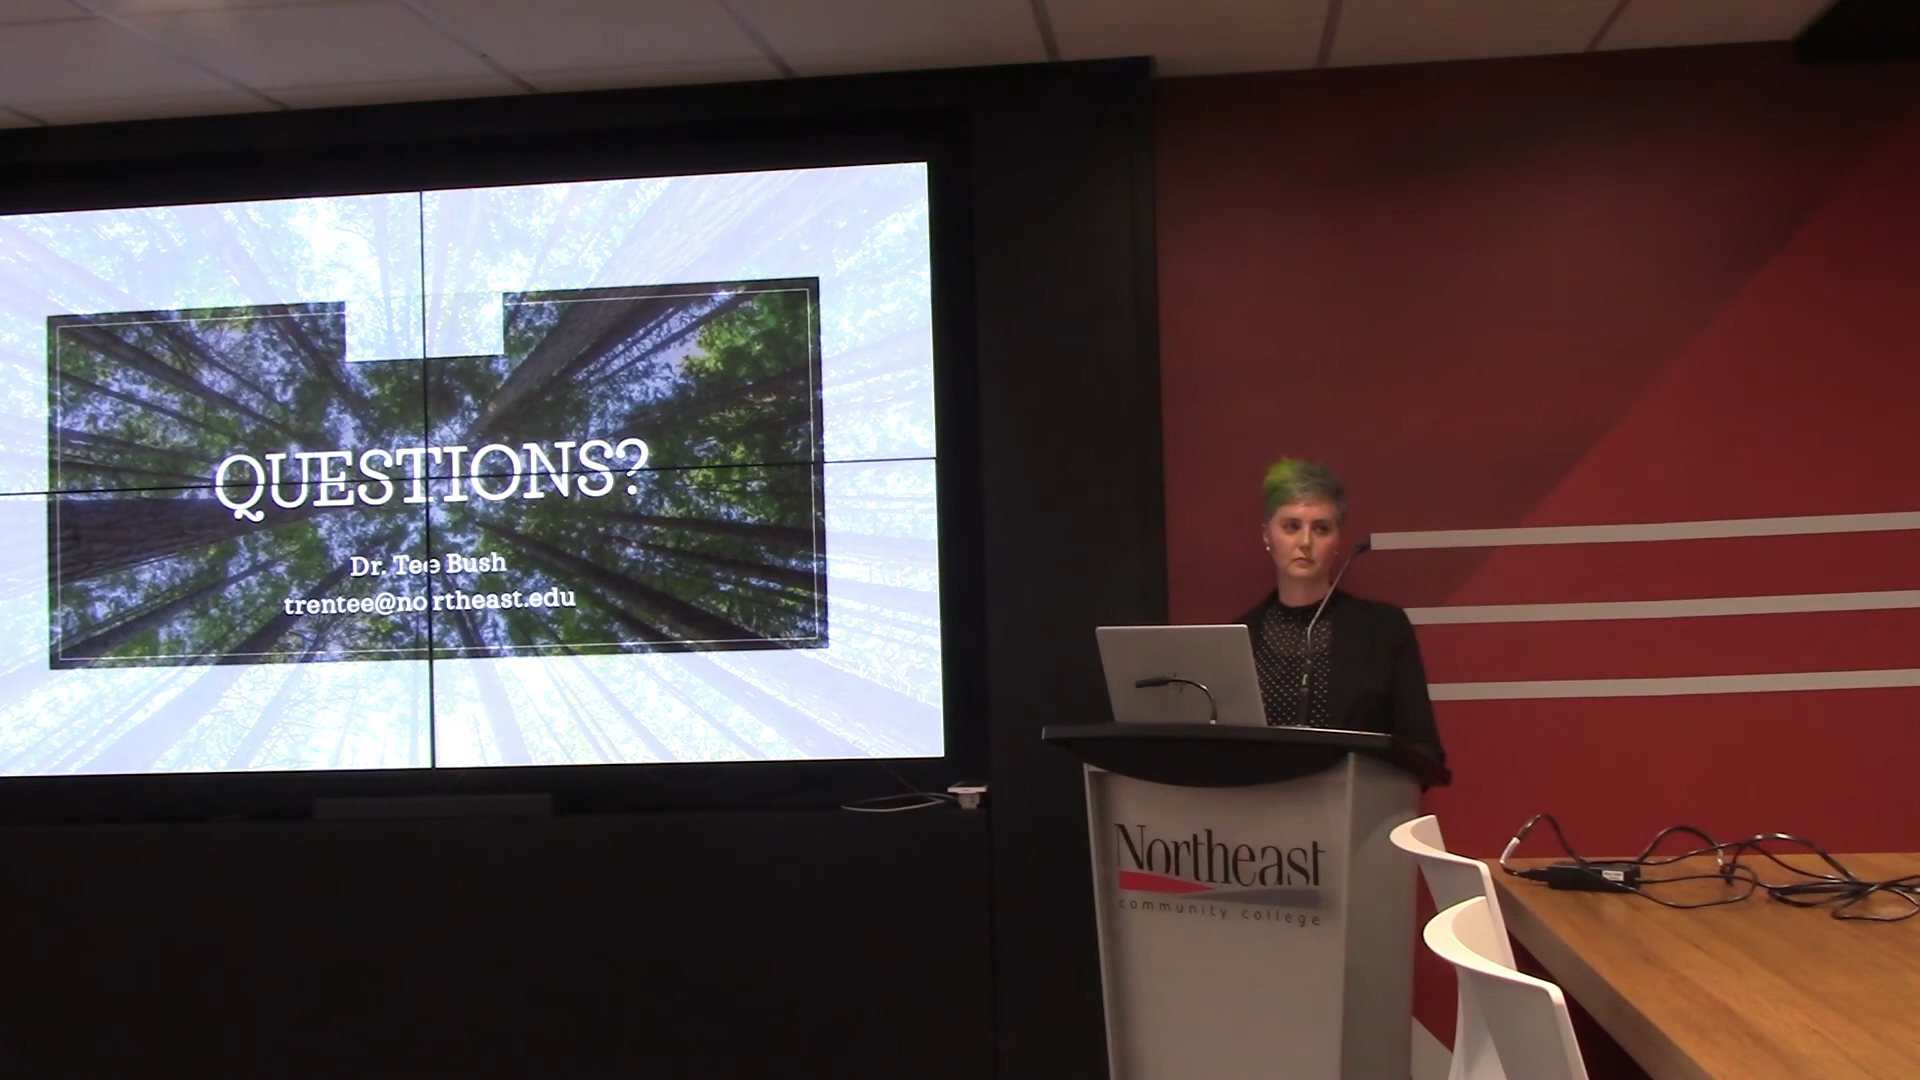 QUESTIONS?
Dr. Tee Bush
trentee@northeast.edu
Northeast
community college